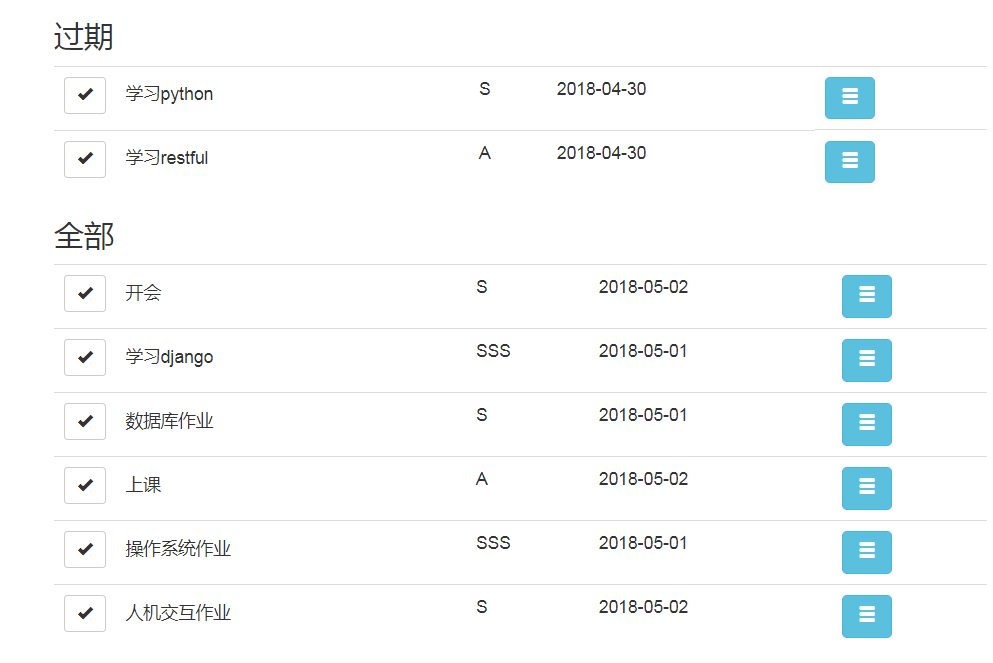 过期
学习python S 2018-04-30
学习restful A 2018-04-30
全部
开会 S 2018-05-02
学习django SSS 2018-05-01
数据库作业 S 2018-05-01
上课 A 2018-05-02
操作系统作业 SSS 2018-05-01
人机交互作业 S 2018-05-02